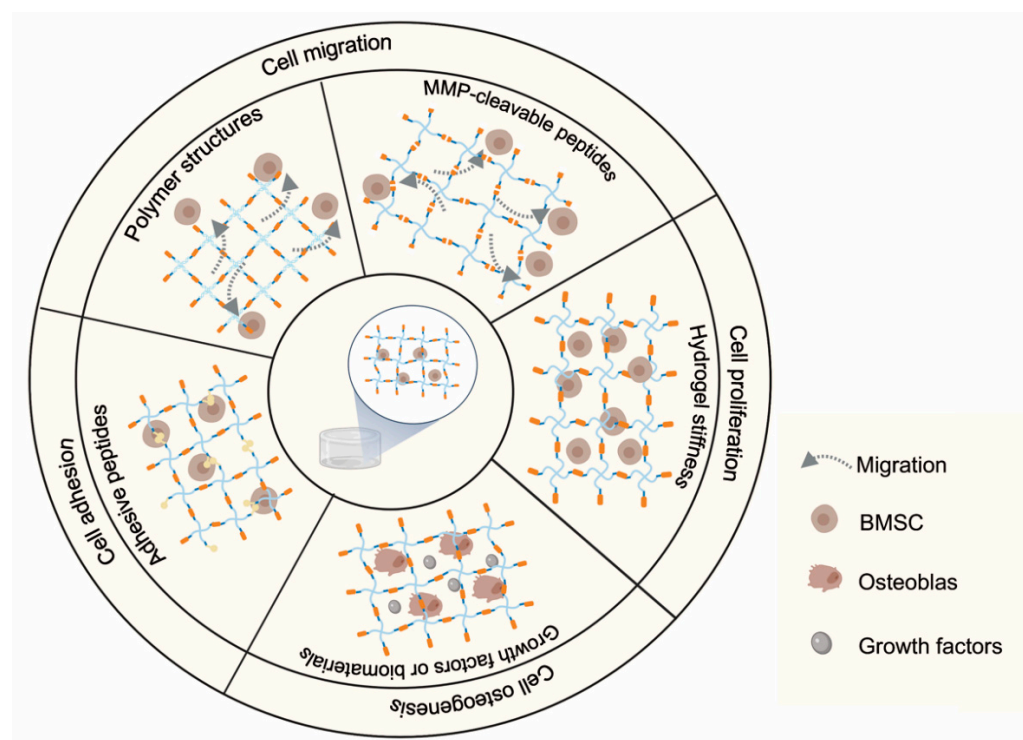 Cell migration
Polymer structures
MMP-cleavable peptides
Cell proliferation
Hydrogel stiffness
Adhesive peptides
Cell adhesion
Growth factors or biomaterials
Cell osteogenesis
Migration
BMSC
Osteoblas
Growth factors